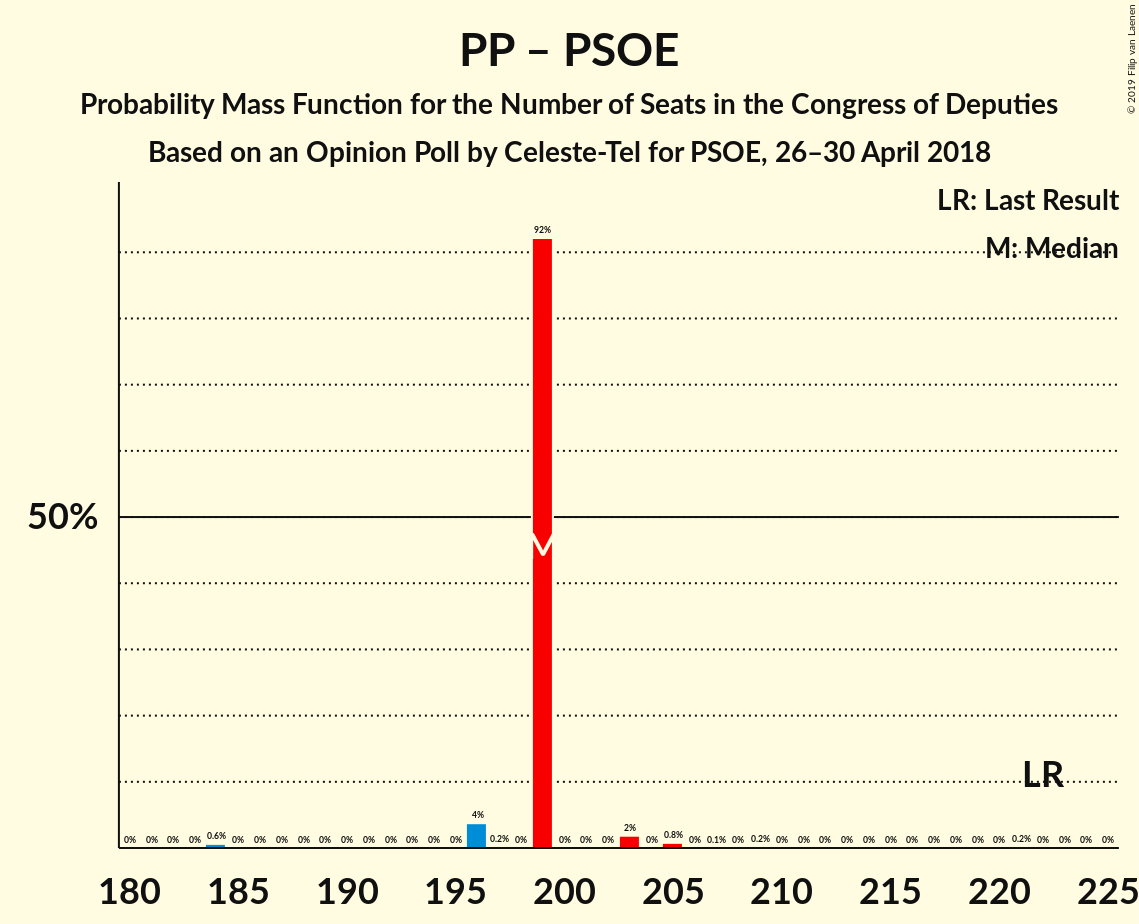 PP – PSOE
Probability Mass Function for the Number of Seats in the Congress of Deputies
Based on an Opinion Poll by Celeste-Tel for PSOE, 26–30 April 2018
© 2019 Filip van Laenen
LR: Last Result
M: Median
92%
50%
LR
4%
2%
0% 0% 0% 0% 0.6% 0% 0% 0% 0% 0% 0% 0% 0% 0% 0% 0% 0.2% 0% 0% 0% 0% 0% 0.8% 0% 0.1% 0% 0.2% 0% 0% 0% 0% 0% 0% 0% 0% 0% 0% 0% 0.2% 0% 0% 0% 0%
180 185 190 195 200 205 210 215 220 225